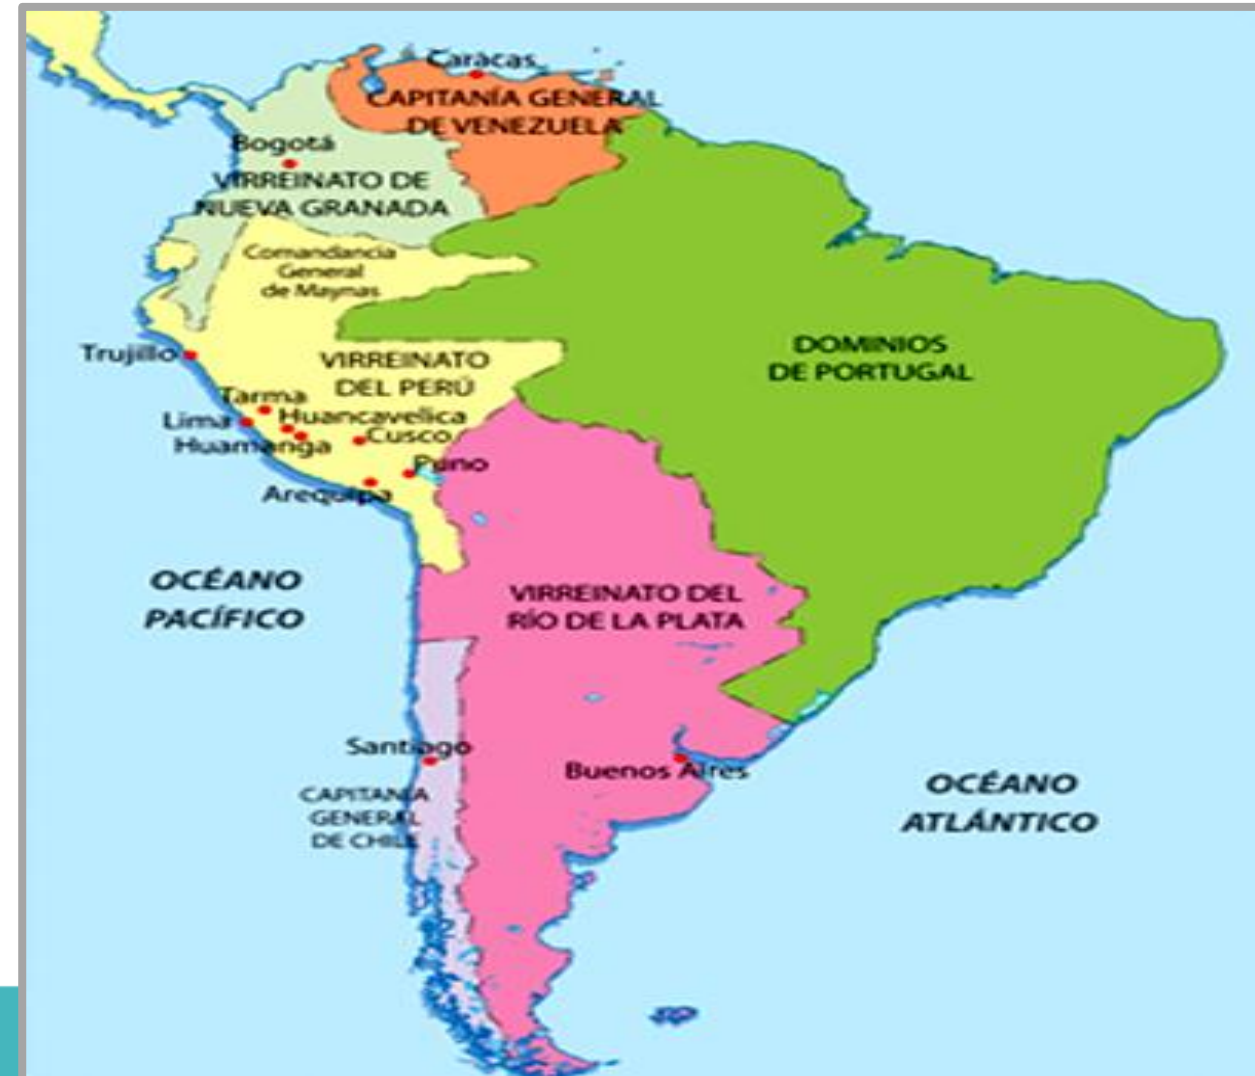 Caracas
CAPITANÍA GENERAL
DE VENEZUELA
Bogotá
VIRREINATO DE
NUEVA GRANADA
Comandancia
General
de Maynas
DOMINIOS
DE PORTUGAL
Trujillo
VIRREINATO
DEL PERÚ
Tarma
Lima
Huancavelica
Huamanga
Cusco
Puno
Arequipa
OCÉANO
PACÍFICO
VIRREINATO DEL
RÍO DE LA PLATA
Santiago
Buenos Aires
CAPITANÍA
GENERAL
DE CHILE
OCÉANO
ATLÁNTICO